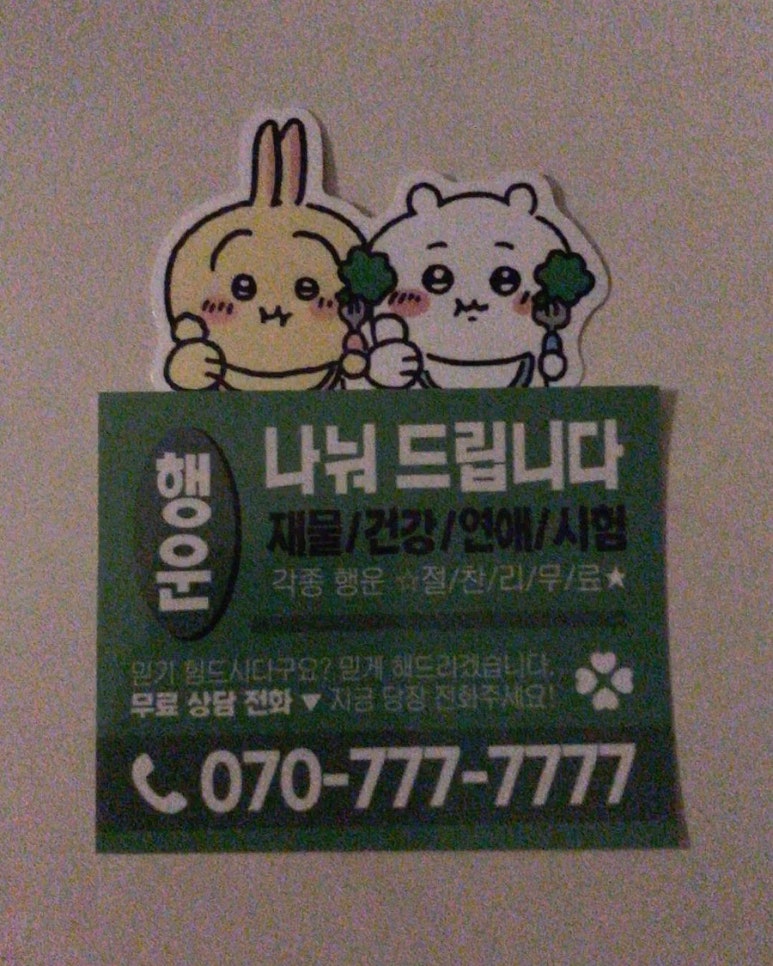 행운
나눠 드립니다
재물/건강/연애/시험
각종 행운 ☆절/찬/리/무/료★
믿기 힘드시다구요? 믿게 해드리겠습니다..
무료 상담 전화 ▼ 지금 당장 전화주세요!
070-777-7777